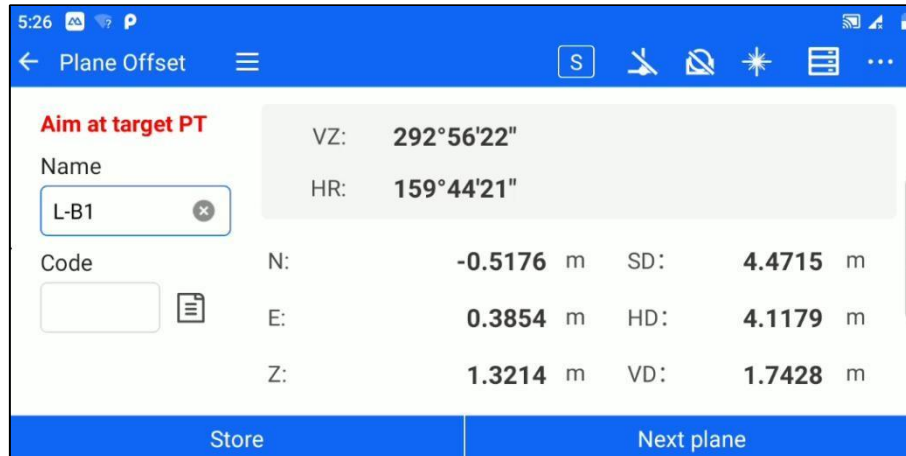 5:26
Plane Offset
S
Aim at target PT
Name
L-B1
Code
VZ: 292°56'22"
HR: 159°44'21"
N: -0.5176 m SD: 4.4715 m
E: 0.3854 m HD: 4.1179 m
Z: 1.3214 m VD: 1.7428 m
Store
Next plane